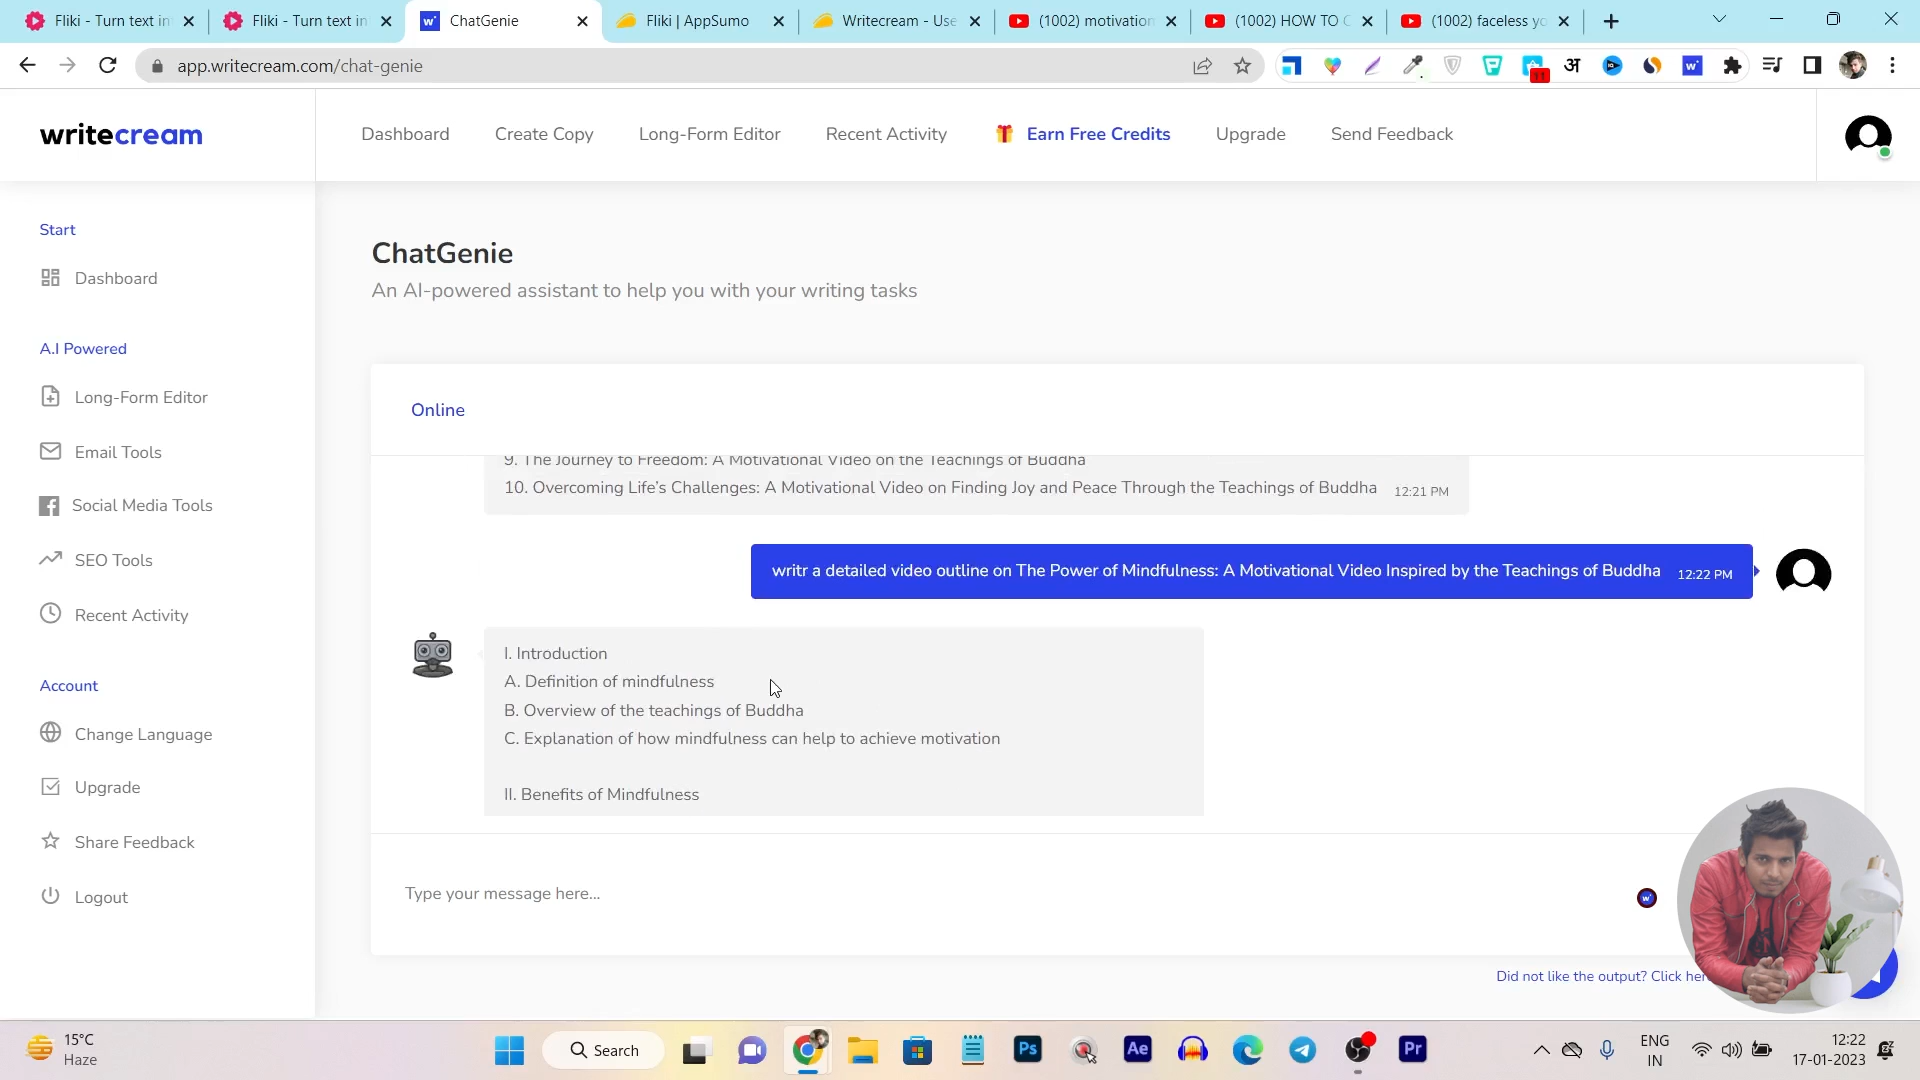 Fliki - Turn text in
Fliki - Turn text in
ChatGenie
Fliki | AppSumo
Writecream - Use
(1002) motivation
(1002) HOW TO C
(1002) faceless yo
app.writecream.com/chat-genie
11
writecream
Dashboard
Create Copy
Long-Form Editor
Recent Activity
Earn Free Credits
Upgrade
Send Feedback
Start
Dashboard
A.I Powered
Long-Form Editor
Email Tools
Social Media Tools
SEO Tools
Recent Activity
Account
Change Language
Upgrade
Share Feedback
Logout
ChatGenie
An AI-powered assistant to help you with your writing tasks
Online
9. The Journey to Freedom: A Motivational Video on the Teachings of Buddha
10. Overcoming Life's Challenges: A Motivational Video on Finding Joy and Peace Through the Teachings of Buddha 12:21 PM
writr a detailed video outline on The Power of Mindfulness: A Motivational Video Inspired by the Teachings of Buddha 12:22 PM
I. Introduction
A. Definition of mindfulness
B. Overview of the teachings of Buddha
C. Explanation of how mindfulness can help to achieve motivation
II. Benefits of Mindfulness
Type your message here...
Did not like the output? Click
15°C
Haze
Search
Ps
Ae
Pr
ENG
IN
12:22
17-01-2023